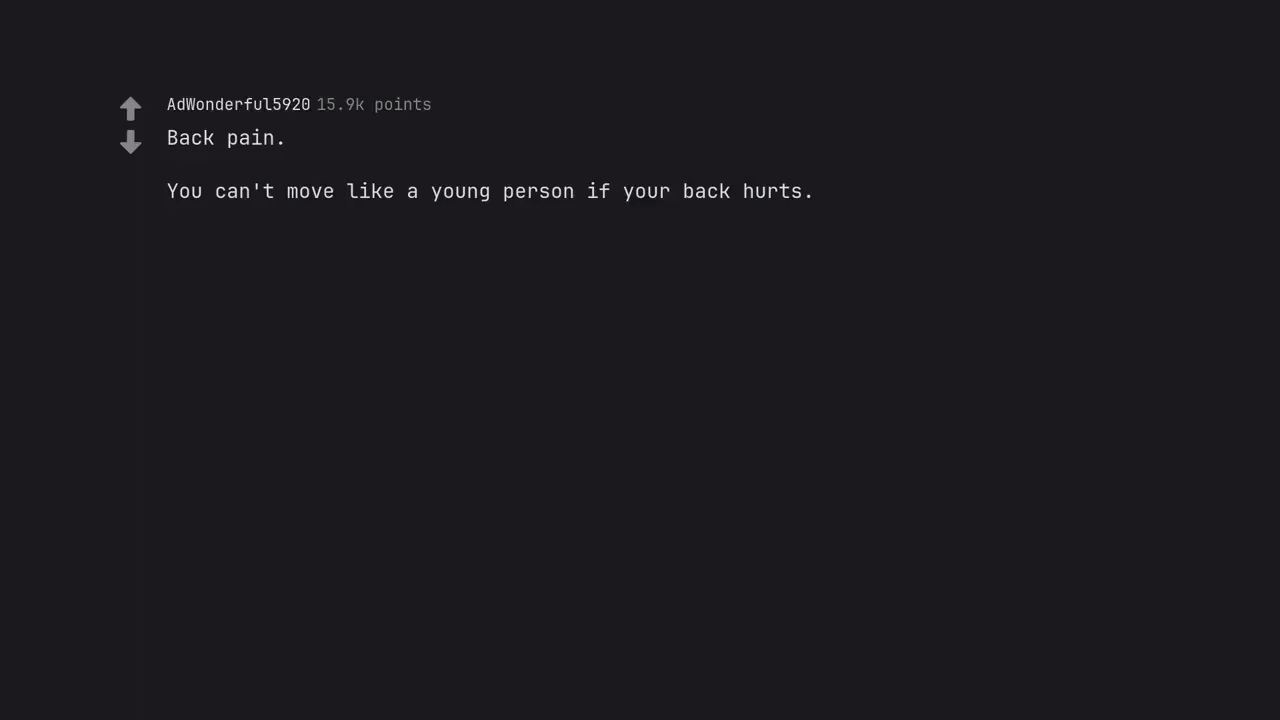 AdWonderful5920 15.9k points
Back pain.
You can't move like a young person if your back hurts.